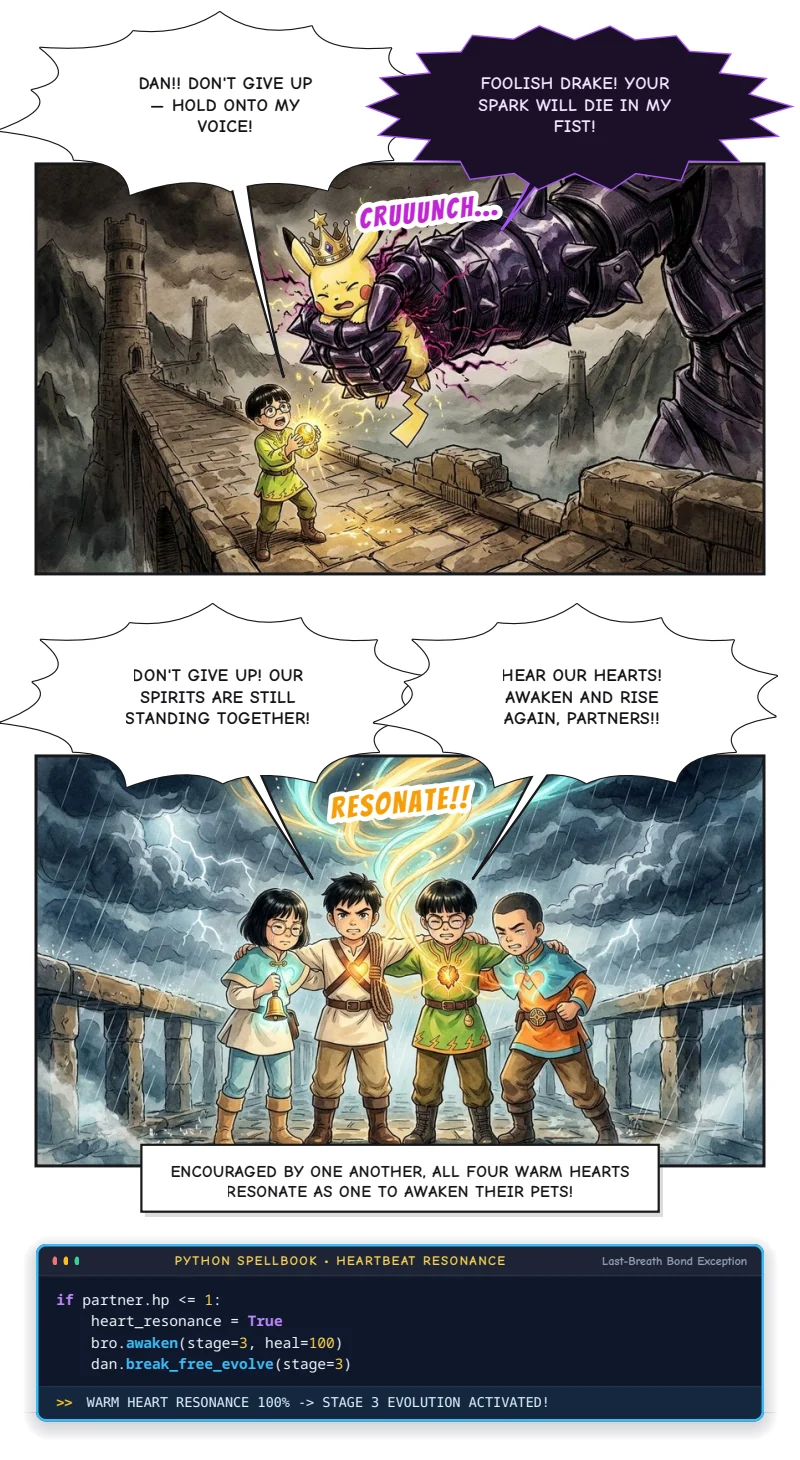 DAN!! DON'T GIVE UP
— HOLD ONTO MY
VOICE!
FOOLISH DRAKE! YOUR
SPARK WILL DIE IN MY
FIST!
CRUUUNCH...
DON'T GIVE UP! OUR
SPIRITS ARE STILL
STANDING TOGETHER!
HEAR OUR HEARTS!
AWAKEN AND RISE
AGAIN, PARTNERS!!
RESONATE!!
ENCOURAGED BY ONE ANOTHER, ALL FOUR WARM HEARTS
RESONATE AS ONE TO AWAKEN THEIR PETS!
PYTHON SPELLBOOK • HEARTBEAT RESONANCE
Last-Breath Bond Exception
if partner.hp <= 1:
    heart_resonance = True
    bro.awaken(stage=3, heal=100)
    dan.break_free_evolve(stage=3)
>> WARM HEART RESONANCE 100% -> STAGE 3 EVOLUTION ACTIVATED!